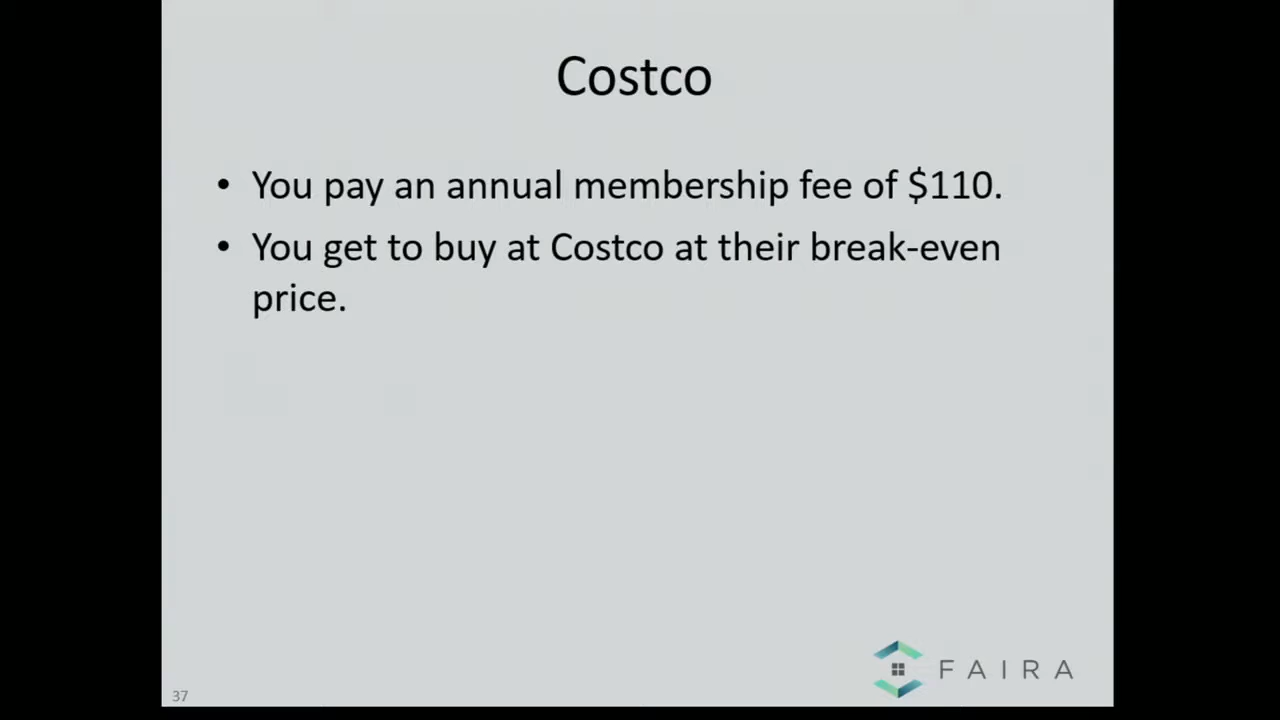 Costco
• You pay an annual membership fee of $110.
• You get to buy at Costco at their break-even
price.
FAIRA
37